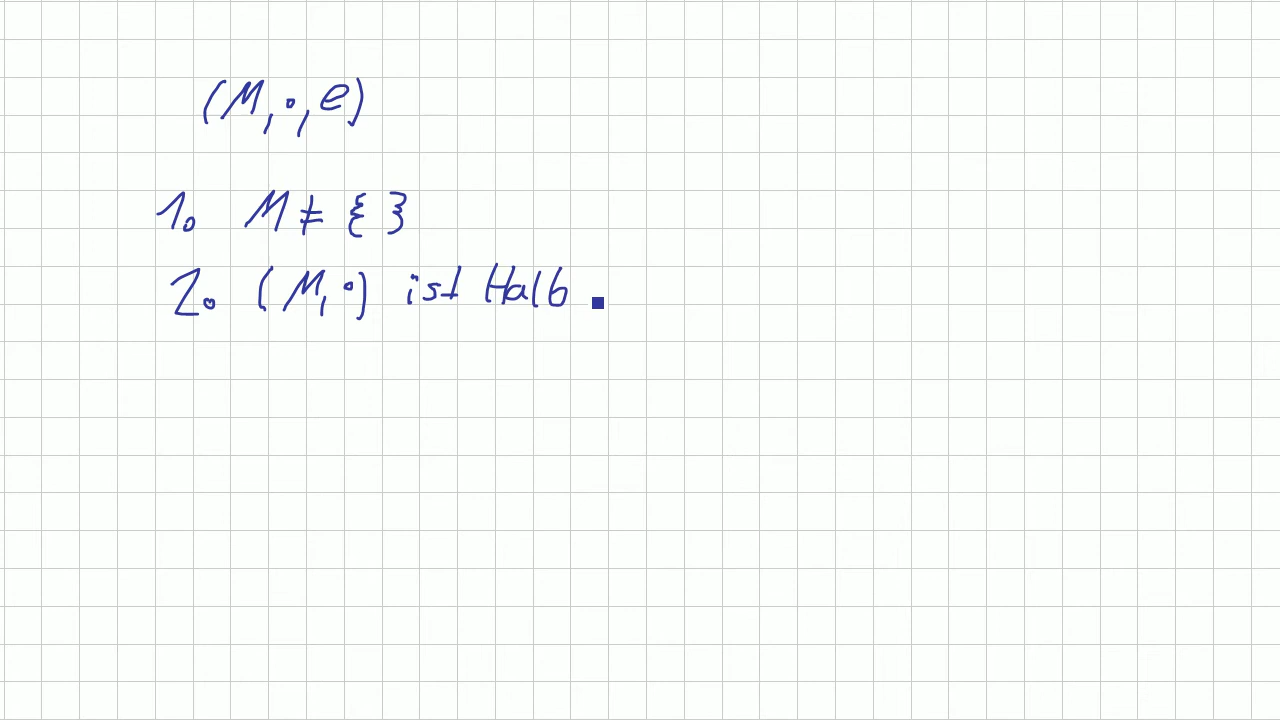 (M, ∘, e)
1. M ≠ { }
2. (M, ∘) ist Halb